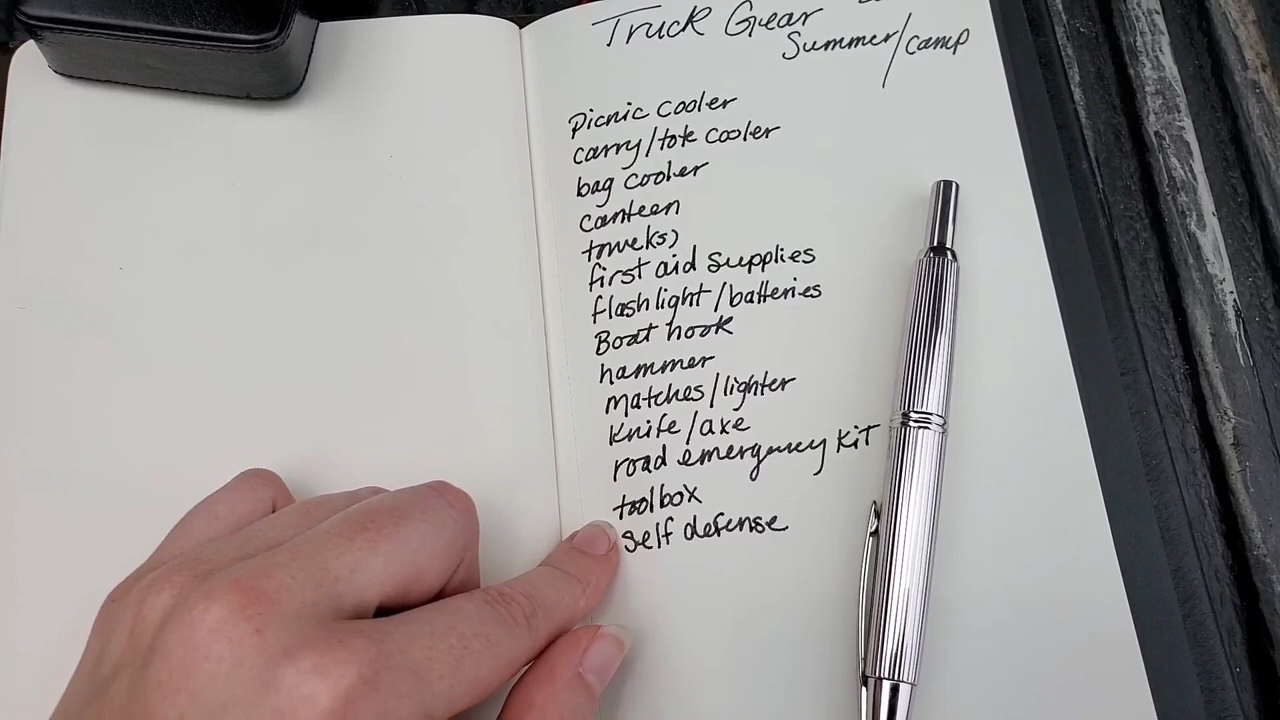 Truck Gear
Summer/camp
Picnic cooler
carry/tote cooler
bag cooler
canteen
towel(s)
first aid supplies
flashlight/batteries
Boat hook
hammer
matches/lighter
Knife/axe
road emergency KiT
toolbox
self defense